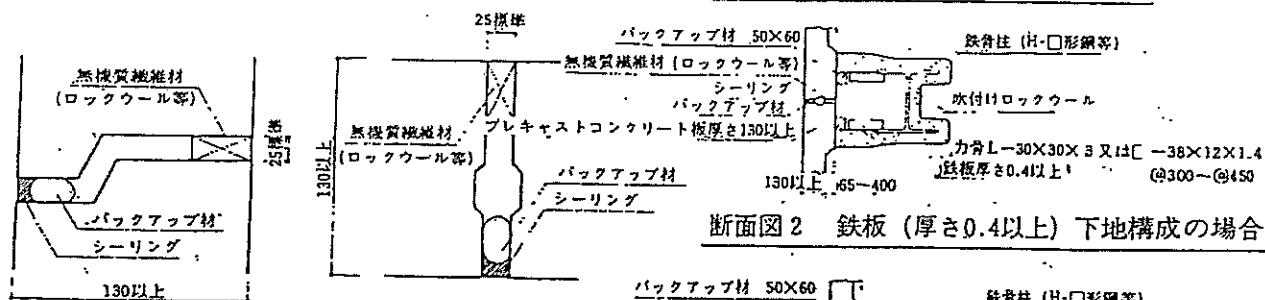 無機質繊維材
(ロックウール等)
25標準
バックアップ材
シーリング
130以上
25標準
130以上
無機質繊維材
(ロックウール等)
バックアップ材
シーリング
バックアップ材 50×60
無機質繊維材 (ロックウール等)
シーリング
バックアップ材
プレキャストコンクリート板厚さ130以上
130以上
65〜400
鉄骨柱 (H・□形鋼等)
吹付けロックウール
力骨L−30×30×3又は[−38×12×1.4
鉄板厚さ0.4以上
@300〜@450
断面図2 鉄板 (厚さ0.4以上) 下地構成の場合
バックアップ材 50×60
鉄骨柱 (H・□形鋼等)